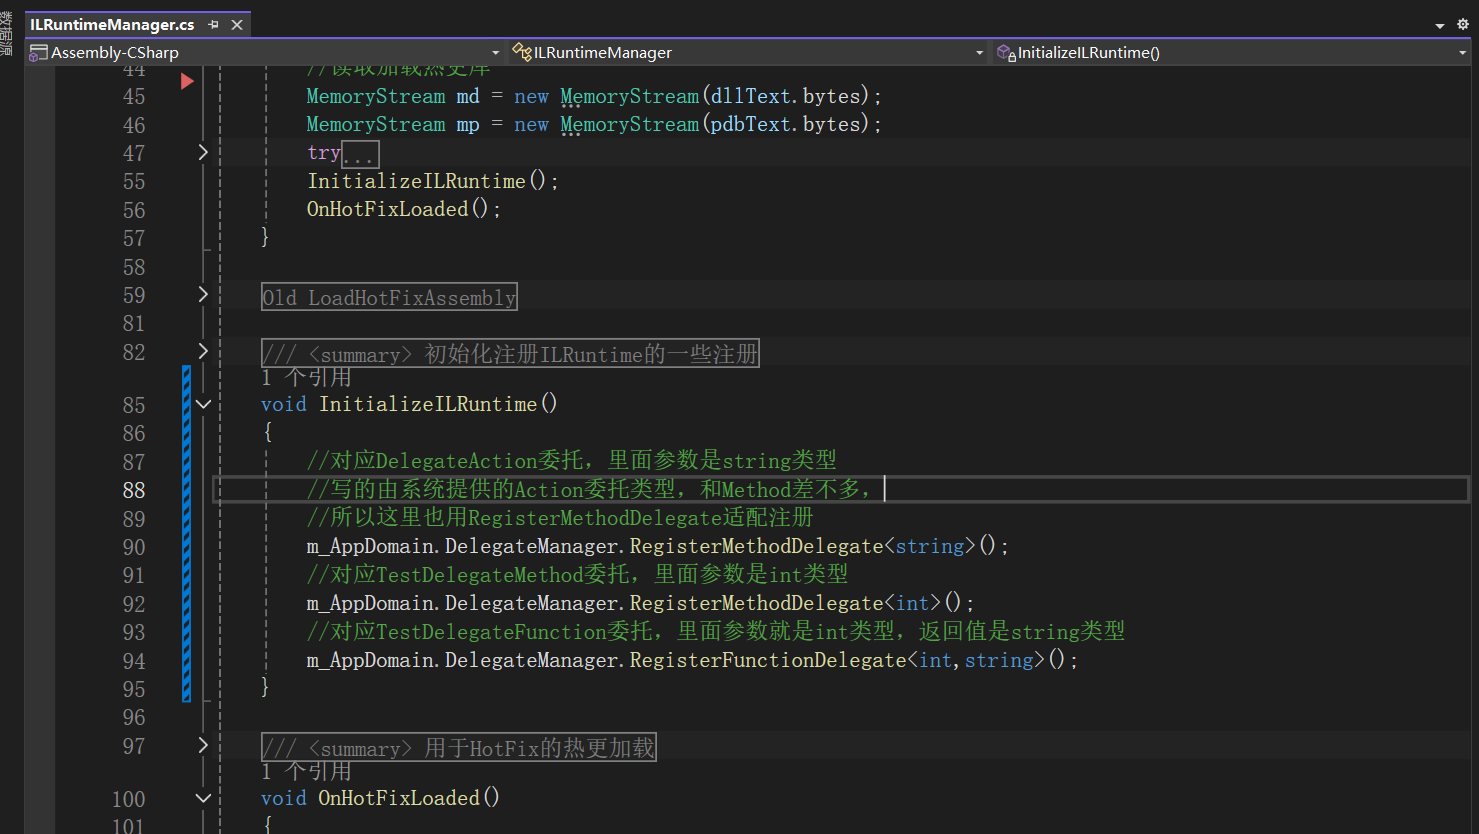 数据源
ILRuntimeManager.cs
Assembly-CSharp
ILRuntimeManager
InitializeILRuntime()
44 //读取加载热更库
45 MemoryStream md = new MemoryStream(dllText.bytes);
46 MemoryStream mp = new MemoryStream(pdbText.bytes);
47 try...
55 InitializeILRuntime();
56 OnHotFixLoaded();
57 }
58
59 Old LoadHotFixAssembly
81
82 /// <summary> 初始化注册ILRuntime的一些注册
1 个引用
85 void InitializeILRuntime()
86 {
87 //对应DelegateAction委托，里面参数是string类型
88 //写的由系统提供的Action委托类型，和Method差不多，
89 //所以这里也用RegisterMethodDelegate适配注册
90 m_AppDomain.DelegateManager.RegisterMethodDelegate<string>();
91 //对应TestDelegateMethod委托，里面参数是int类型
92 m_AppDomain.DelegateManager.RegisterMethodDelegate<int>();
93 //对应TestDelegateFunction委托，里面参数就是int类型，返回值是string类型
94 m_AppDomain.DelegateManager.RegisterFunctionDelegate<int,string>();
95 }
96
97 /// <summary> 用于HotFix的热更加载
1 个引用
100 void OnHotFixLoaded()
101 {